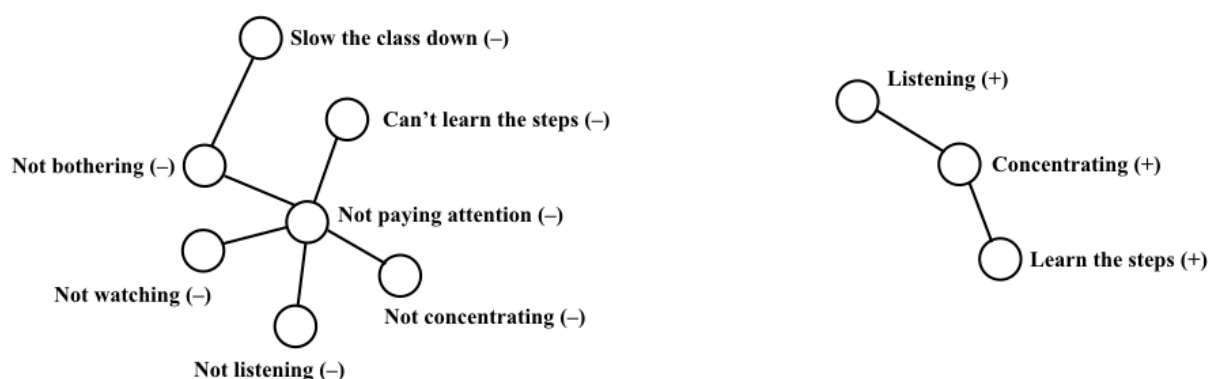 Slow the class down (–)
Can’t learn the steps (–)
Not bothering (–)
Not paying attention (–)
Not watching (–)
Not concentrating (–)
Not listening (–)
Listening (+)
Concentrating (+)
Learn the steps (+)